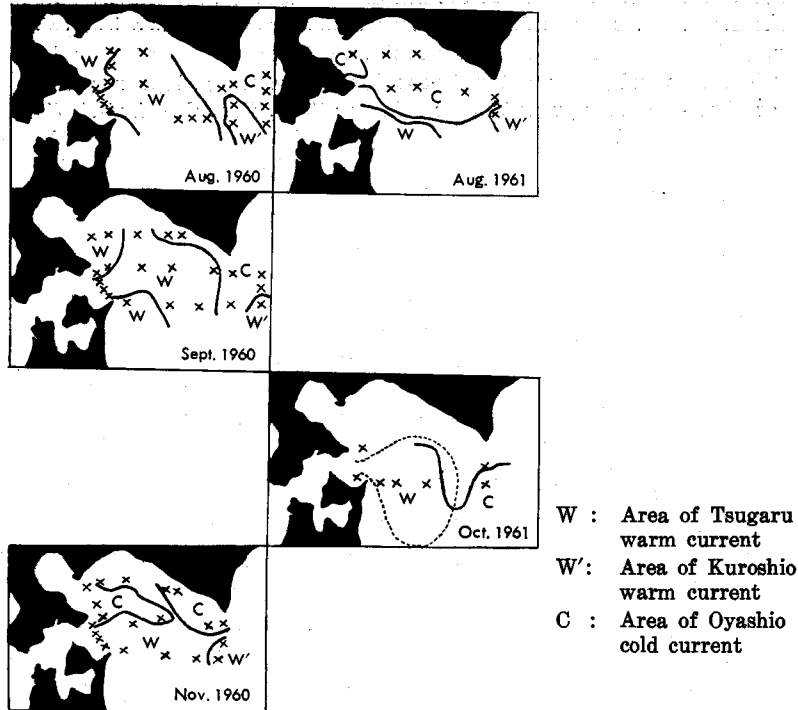 W
W
C
W'
Aug. 1960
C
C
W
W'
Aug. 1961
W
W
C
W
W'
Sept. 1960
W
C
Oct. 1961
C
C
W
W'
Nov. 1960
W : Area of Tsugaru
warm current
W': Area of Kuroshio
warm current
C : Area of Oyashio
cold current